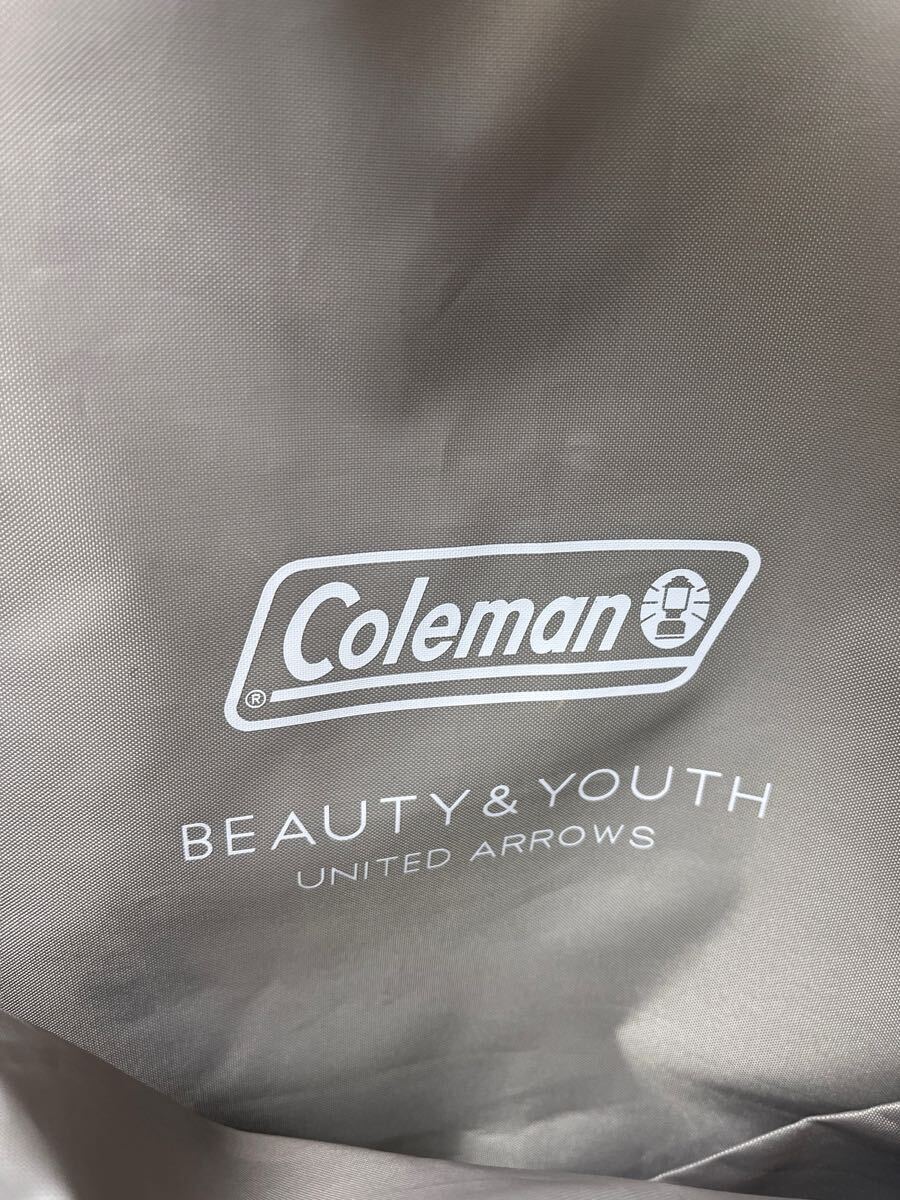 Coleman
®
BEAUTY & YOUTH
UNITED ARROWS